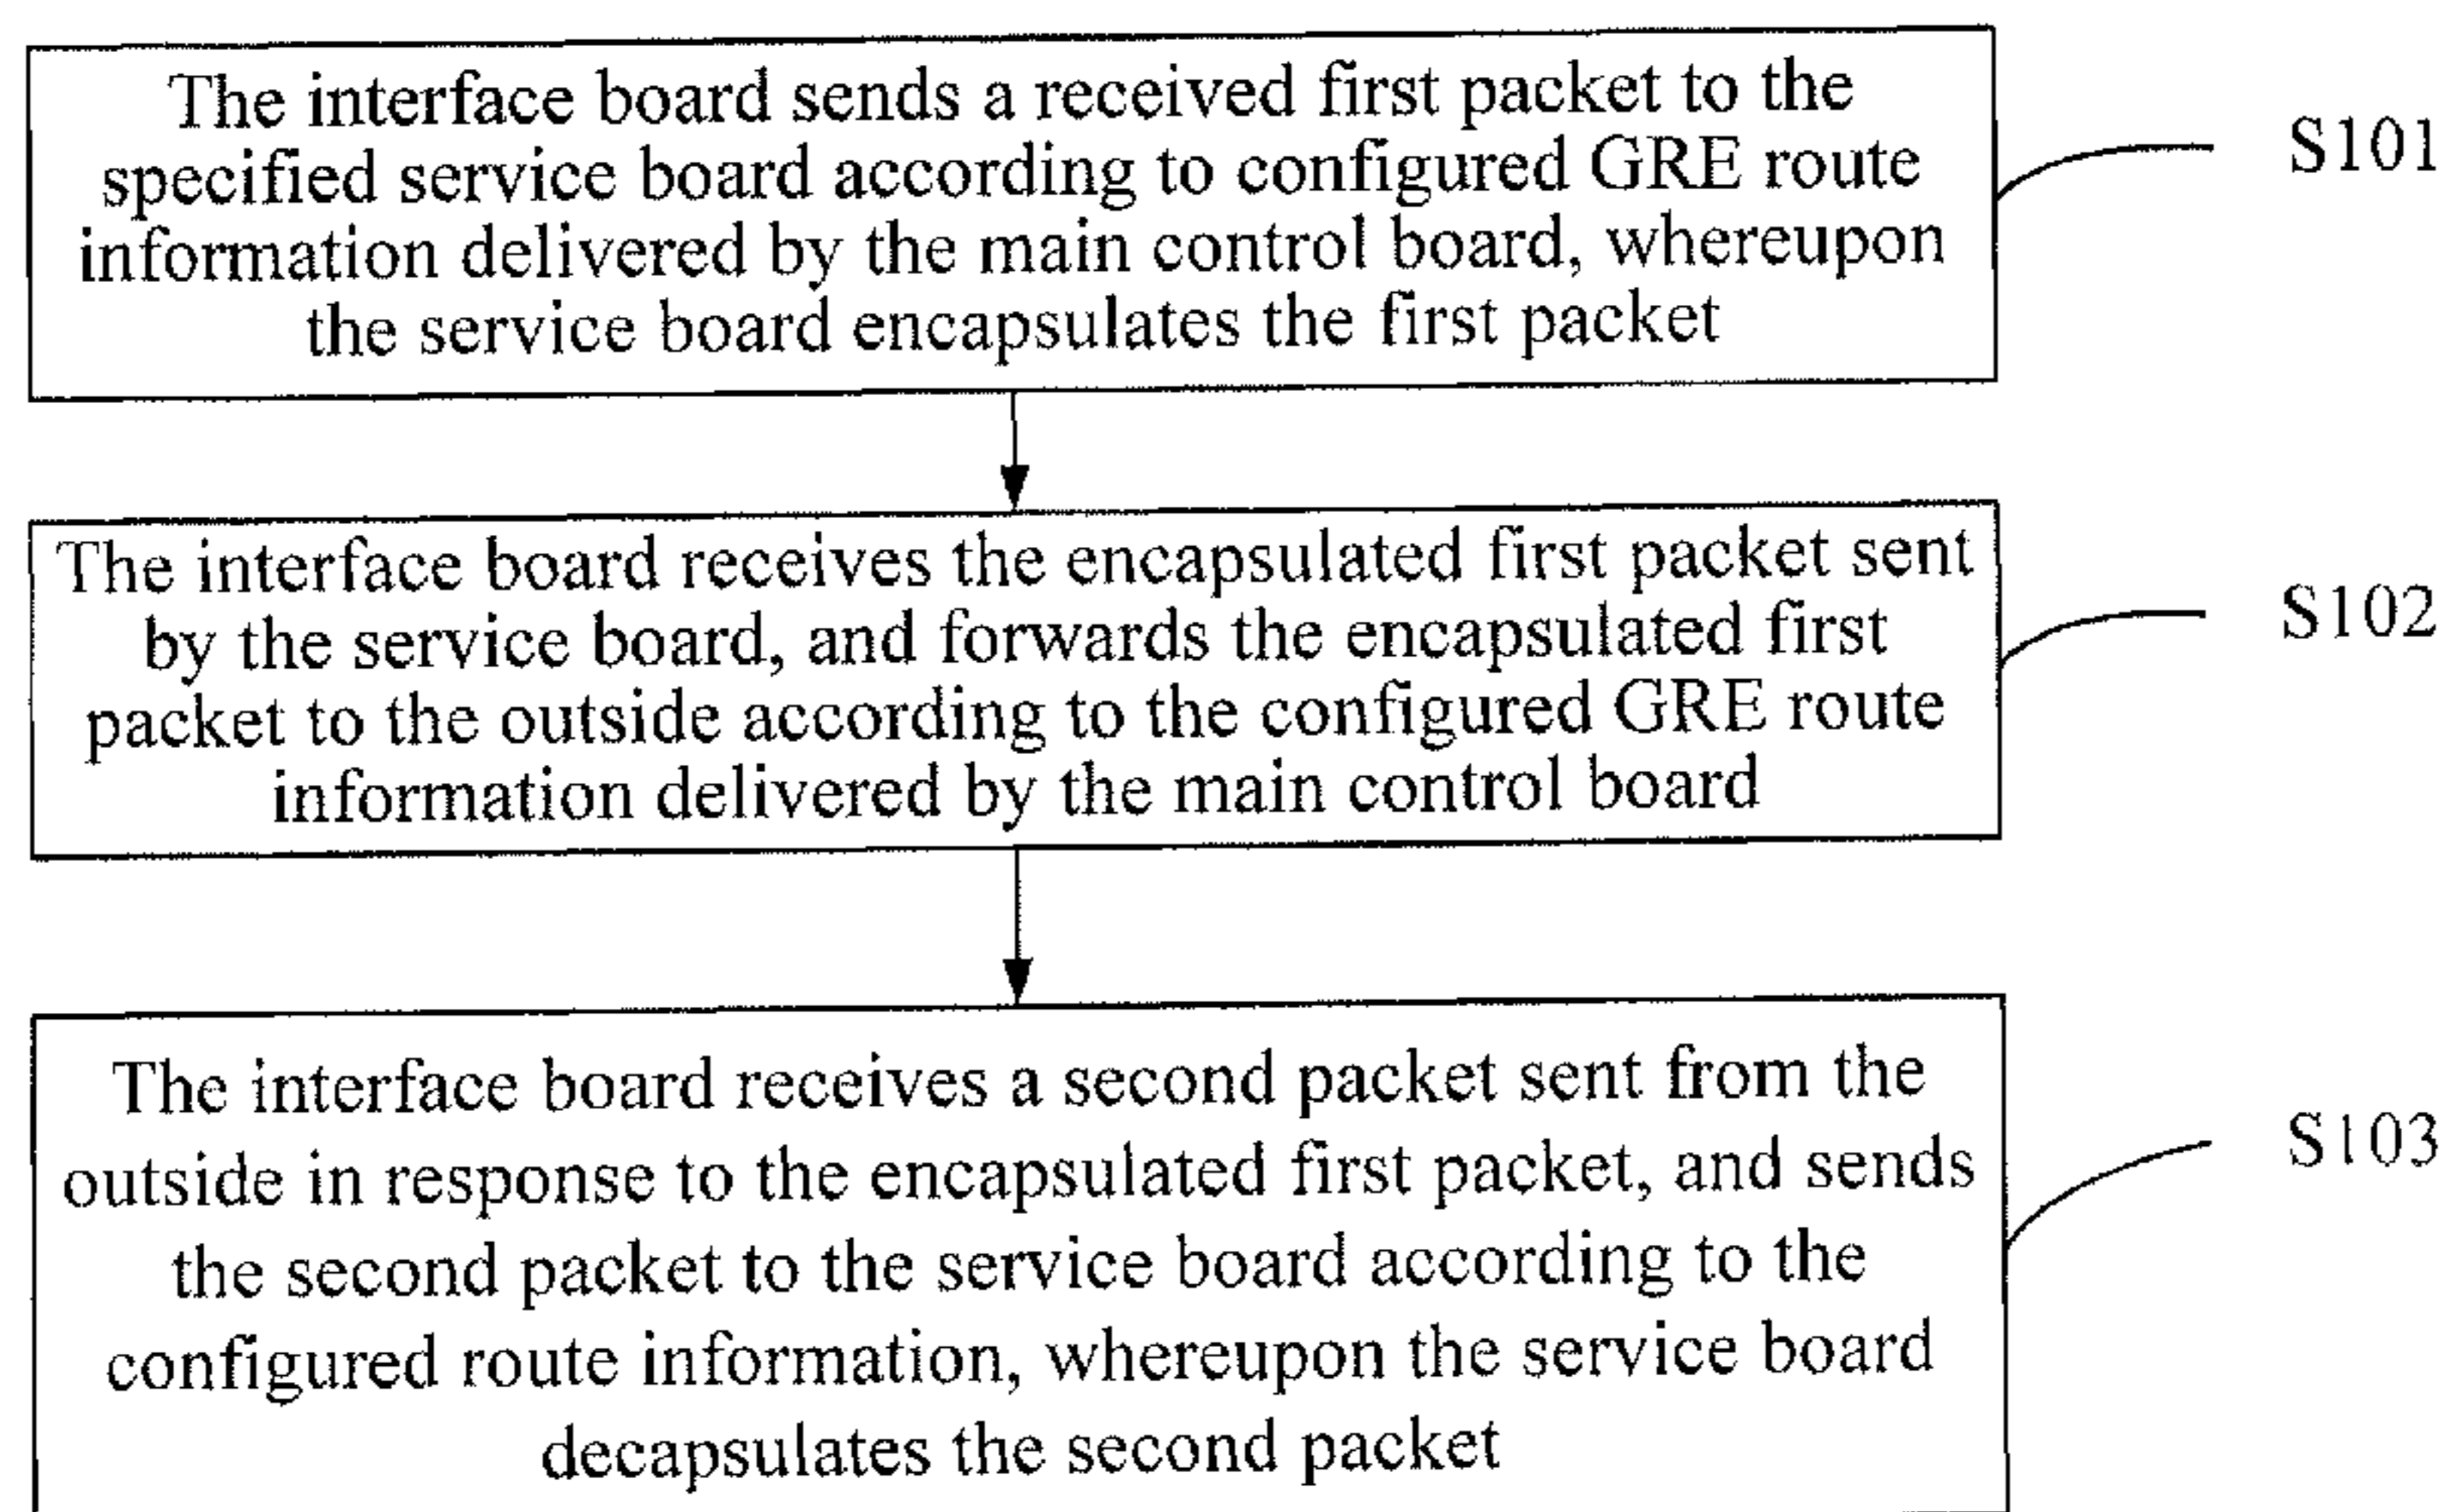 The interface board sends a received first packet to the
specified service board according to configured GRE route
information delivered by the main control board, whereupon
the service board encapsulates the first packet
S101
The interface board receives the encapsulated first packet sent
by the service board, and forwards the encapsulated first
packet to the outside according to the configured GRE route
information delivered by the main control board
S102
The interface board receives a second packet sent from the
outside in response to the encapsulated first packet, and sends
the second packet to the service board according to the
configured route information, whereupon the service board
decapsulates the second packet
S103